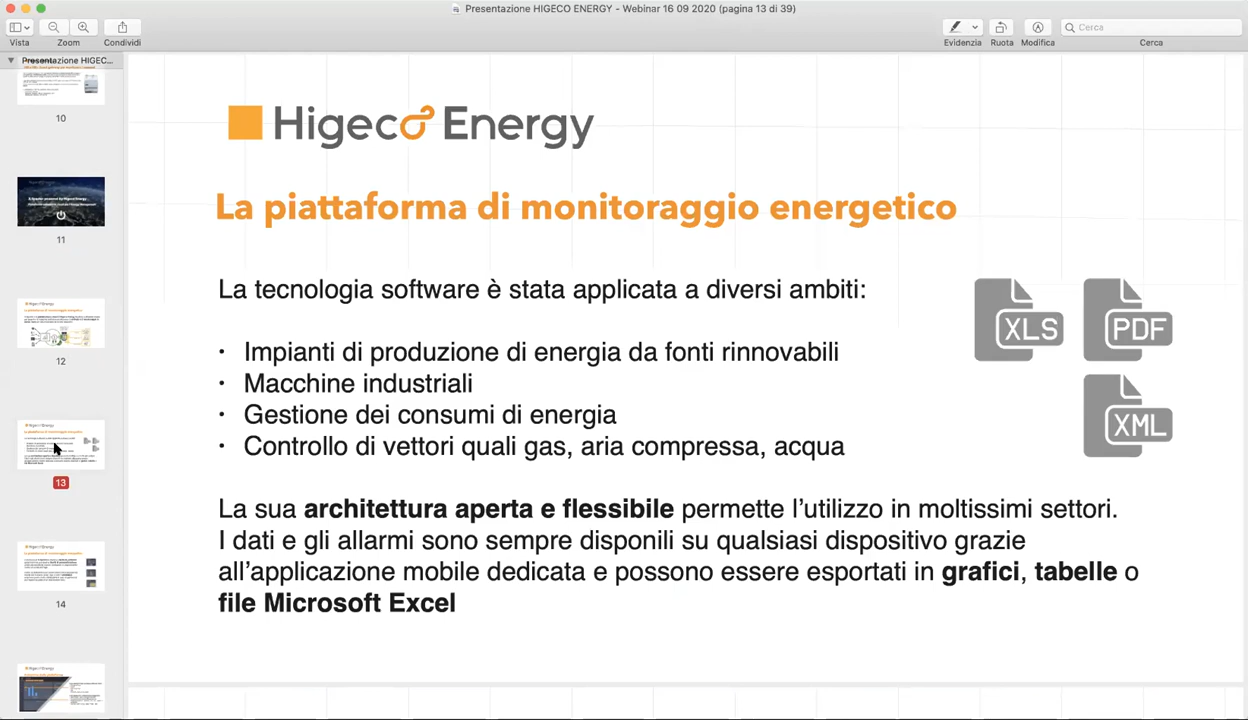 Presentazione HIGECO ENERGY - Webinar 16 09 2020 (pagina 13 di 39)
Vista
Zoom
Condividi
Evidenzia
Ruota
Modifica
Cerca
Cerca
Presentazione HIGEC...
10
11
12
13
14
Higeco Energy
La piattaforma di monitoraggio energetico
La tecnologia software è stata applicata a diversi ambiti:
• Impianti di produzione di energia da fonti rinnovabili
• Macchine industriali
• Gestione dei consumi di energia
• Controllo di vettori quali gas, aria compressa, acqua
XLS
PDF
XML
La sua architettura aperta e flessibile permette l'utilizzo in moltissimi settori.
I dati e gli allarmi sono sempre disponili su qualsiasi dispositivo grazie
all'applicazione mobile dedicata e possono essere esportati in grafici, tabelle o
file Microsoft Excel